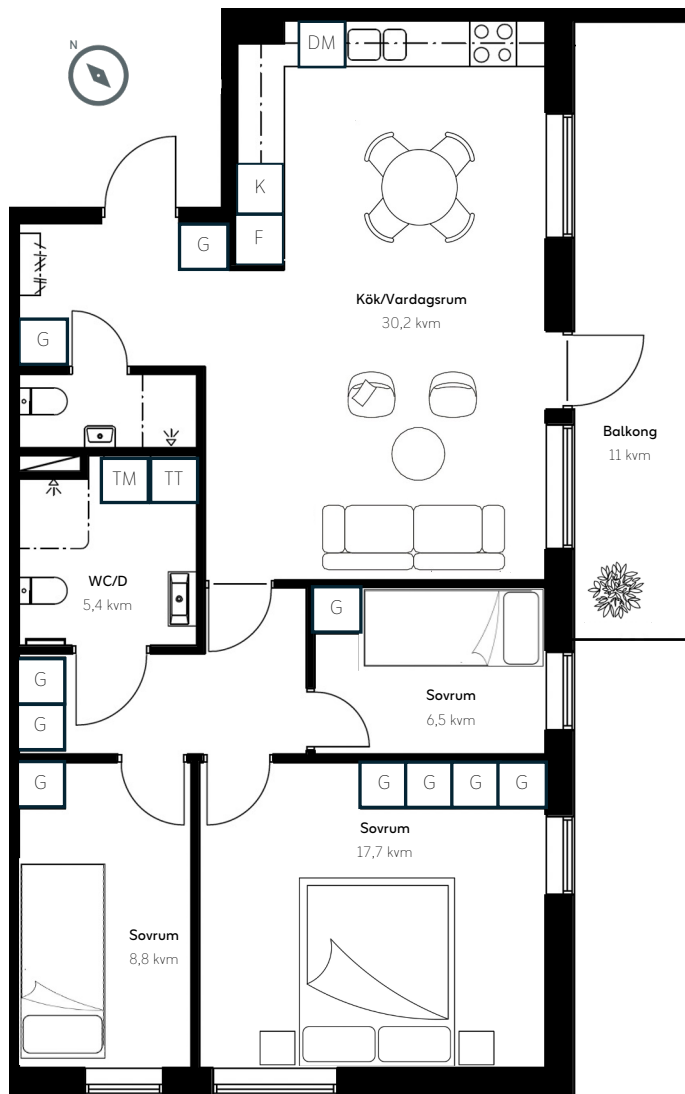 N
DM
K
F
G
G
Kök/Vardagsrum
30,2 kvm
Balkong
11 kvm
TM TT
WC/D
5,4 kvm
G
Sovrum
6,5 kvm
G
G
G
G G G G
Sovrum
17,7 kvm
Sovrum
8,8 kvm